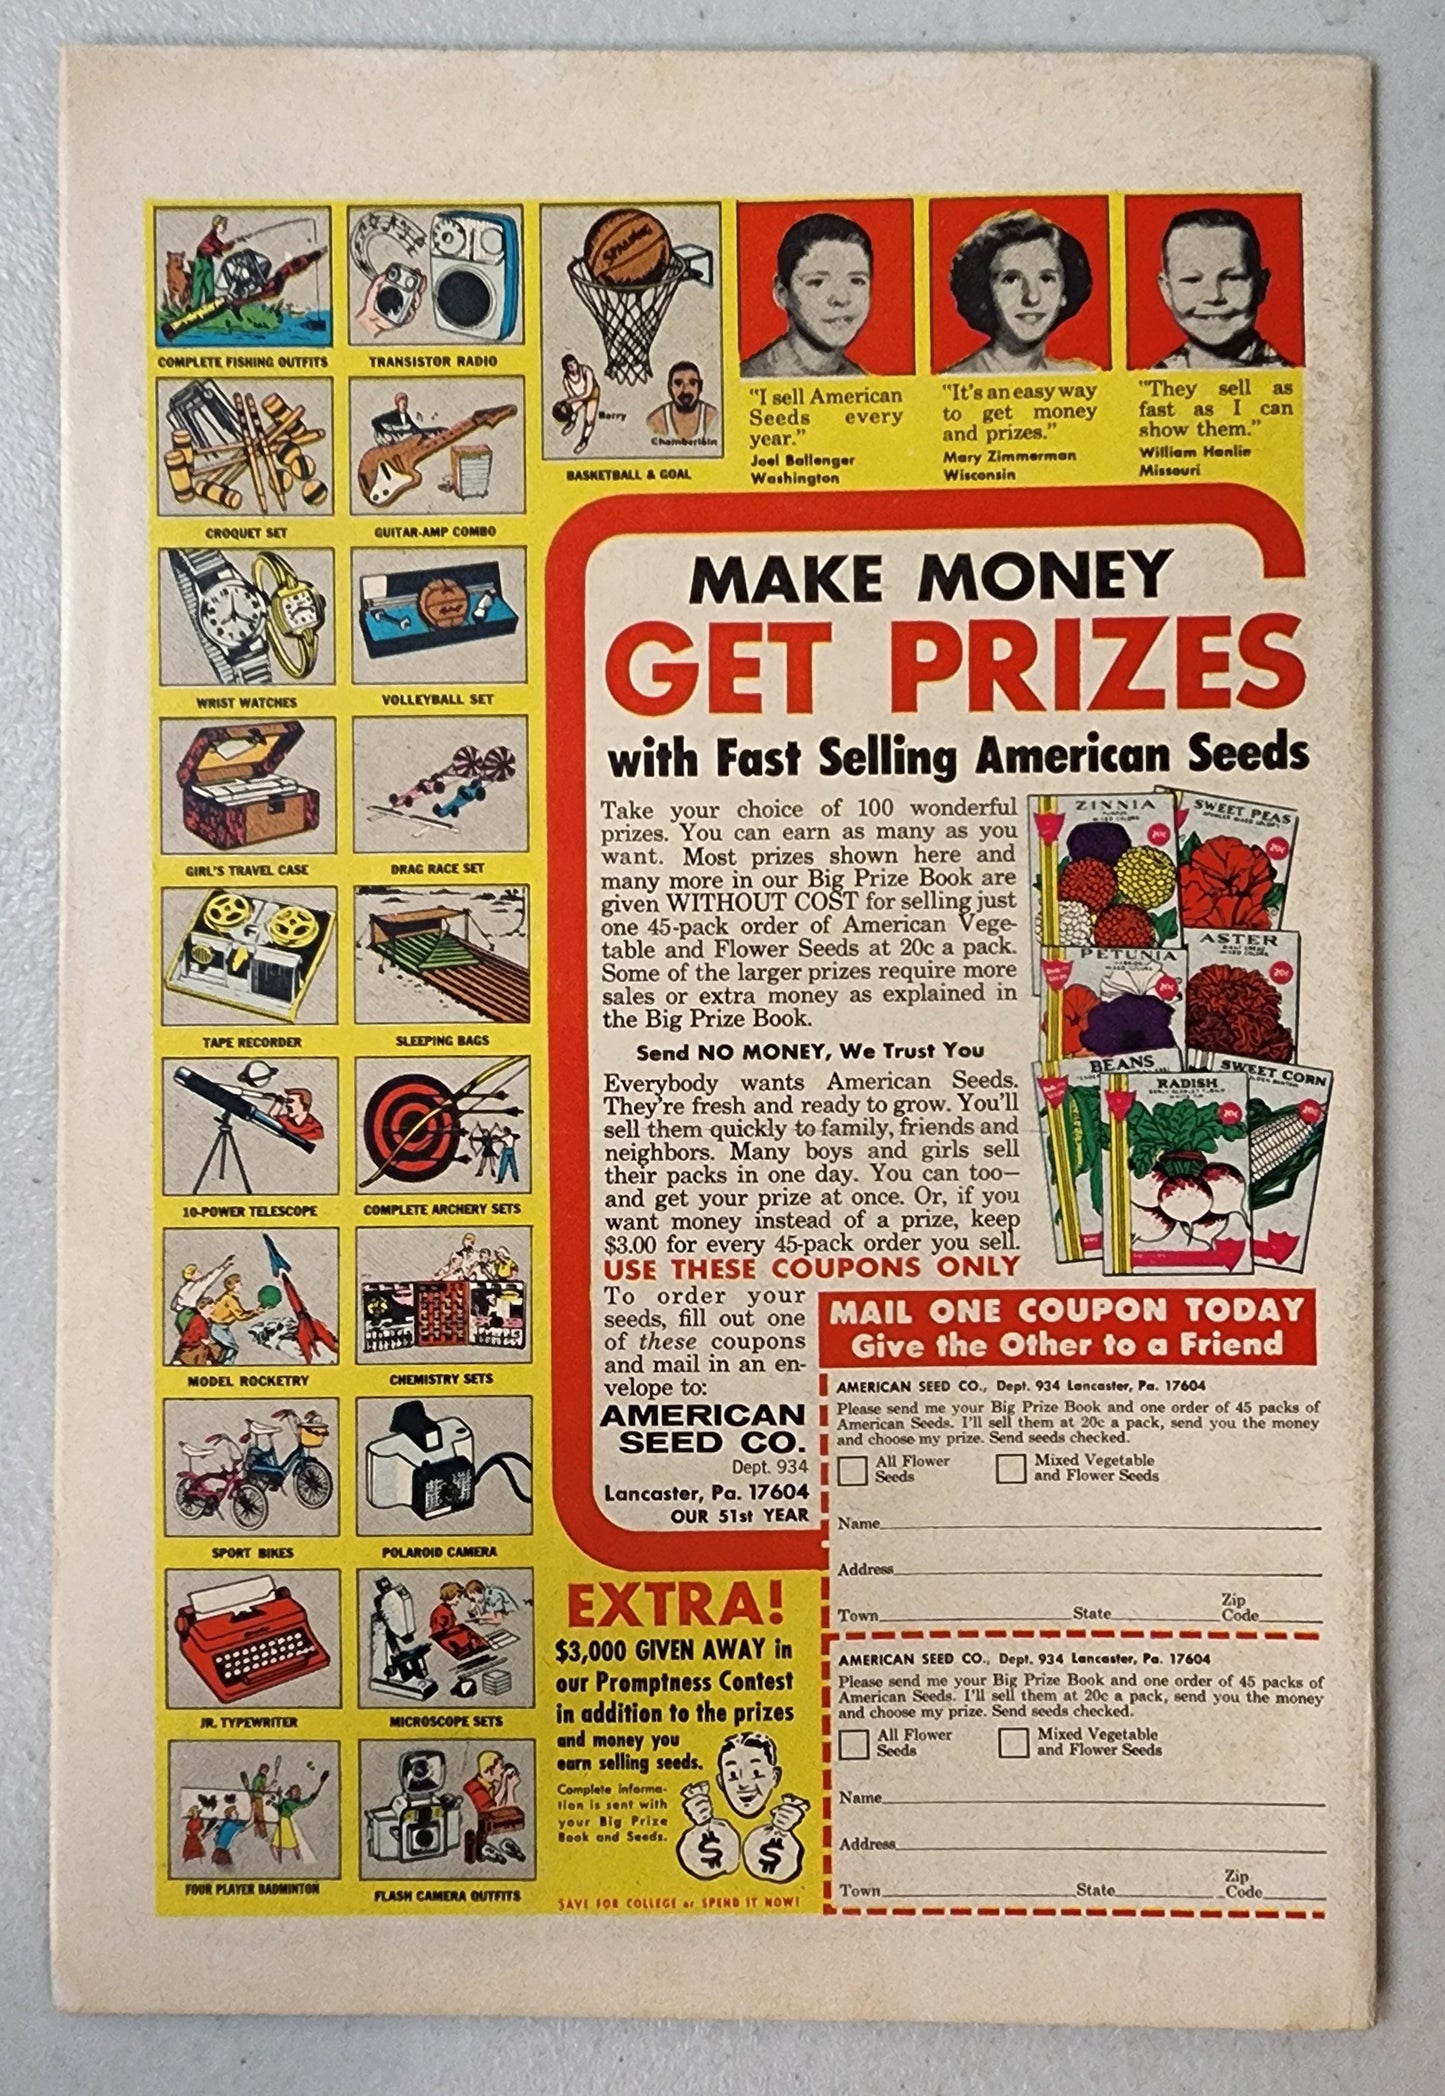 COMPLETE FISHING OUTFITS
TRANSISTOR RADIO
SPALDING
Barry
Chamberlain
BASKETBALL & GOAL
CROQUET SET
GUITAR-AMP COMBO
WRIST WATCHES
VOLLEYBALL SET
GIRL'S TRAVEL CASE
DRAG RACE SET
TAPE RECORDER
SLEEPING BAGS
10-POWER TELESCOPE
COMPLETE ARCHERY SETS
MODEL ROCKETRY
CHEMISTRY SETS
SPORT BIKES
POLAROID CAMERA
JR. TYPEWRITER
MICROSCOPE SETS
FOUR PLAYER BADMINTON
FLASH CAMERA OUTFITS
"I sell American
Seeds every
year."
Joel Ballenger
Washington
"It's an easy way
to get money
and prizes."
Mary Zimmerman
Wisconsin
"They sell as
fast as I can
show them."
William Hanlin
Missouri
MAKE MONEY
GET PRIZES
with Fast Selling American Seeds
Take your choice of 100 wonderful
prizes. You can earn as many as you
want. Most prizes shown here and
many more in our Big Prize Book are
given WITHOUT COST for selling just
one 45-pack order of American Vege-
table and Flower Seeds at 20c a pack.
Some of the larger prizes require more
sales or extra money as explained in
the Big Prize Book.
Send NO MONEY, We Trust You
Everybody wants American Seeds.
They're fresh and ready to grow. You'll
sell them quickly to family, friends and
neighbors. Many boys and girls sell
their packs in one day. You can too—
and get your prize at once. Or, if you
want money instead of a prize, keep
$3.00 for every 45-pack order you sell.
USE THESE COUPONS ONLY
To order your
seeds, fill out one
of these coupons
and mail in an en-
velope to:
AMERICAN
SEED CO.
Dept. 934
Lancaster, Pa. 17604
OUR 51st YEAR
ZINNIA
MIXED COLORS
20c
SWEET PEAS
20c
PETUNIA
20c
ASTER
20c
BEANS
RADISH
20c
SWEET CORN
20c
MAIL ONE COUPON TODAY
Give the Other to a Friend
AMERICAN SEED CO., Dept. 934 Lancaster, Pa. 17604
Please send me your Big Prize Book and one order of 45 packs of
American Seeds. I'll sell them at 20c a pack, send you the money
and choose my prize. Send seeds checked.
All Flower
Seeds
Mixed Vegetable
and Flower Seeds
Name
Address
Town State Zip
Code
AMERICAN SEED CO., Dept. 934 Lancaster, Pa. 17604
Please send me your Big Prize Book and one order of 45 packs of
American Seeds. I'll sell them at 20c a pack, send you the money
and choose my prize. Send seeds checked.
All Flower
Seeds
Mixed Vegetable
and Flower Seeds
Name
Address
Town State Zip
Code
EXTRA!
$3,000 GIVEN AWAY in
our Promptness Contest
in addition to the prizes
and money you
earn selling seeds.
Complete informa-
tion is sent with
your Big Prize
Book and Seeds.
$ $
SAVE FOR COLLEGE or SPEND IT NOW!